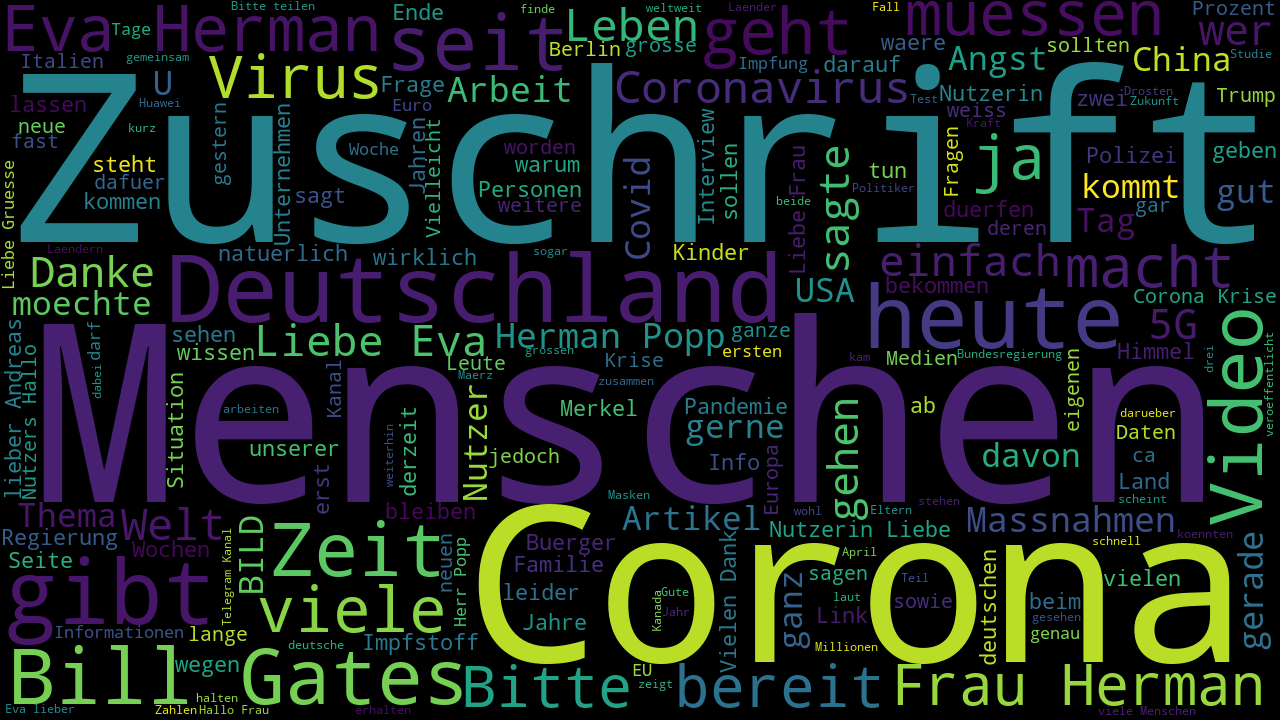 Bitte teilen
Laender
Fall
Prozent
finde
weltweit
Eva Herman
Tage
Ende
Leben
muessen
seit
geht
wer
grosse
Berlin
waere
sollten
Italien
gemeinsam
Virus
Frage
Arbeit
Impfung
darauf
Angst
China
Studie
U
Huawei
Euro
Coronavirus
Test
Nutzerin
zwei
Drosten
Zukunft
Trump
lassen
neue
fast
kurz
Zuschrift
gestern
Unternehmen
Woche
Jahren
Vielleicht
worden
warum
Personen
weitere
Interview
sollen
beide
Liebe Frau
sagte
weiss
Kraft
Fragen
ja
Polizei
geben
tun
Politiker
kommt
gut
steht
dafuer
kommen
sagt
Covid
duerfen
deren
gar
Tag
Liebe Gruesse
Laendern
natuerlich
wirklich
sogar
Kinder
einfach
macht
bekommen
Danke
moechte
Deutschland
USA
heute
Corona Krise
5G
Video
veroeffentlicht
lieber Andreas
Nutzers Hallo
dabei
darf
sehen
wissen
Liebe Eva
Herman Popp
ganze
ersten
grossen
Krise
Leute
Maerz
zusammen
kam
Medien
Bundesregierung
Himmel
drei
eigenen
Situation
Menschen
arbeiten
Kanal
unserer
erst
weiterhin
derzeit
Nutzer
jedoch
Merkel
Pandemie
gerne
Info
Europa
gehen
ab
davon
darueber
Daten
ca
Land
scheint
Thema
Welt
bleiben
Masken
wohl
Eltern
stehen
Artikel
Nutzerin Liebe
Massnahmen
koennten
Regierung
Wochen
Seite
BILD
Zeit
Telegram Kanal
neuen
Herr Popp
Corona
Buerger
Familie
leider
Jahre
Kanada
Gute
Jahr
Vielen Dank
ganz
April
sagen
Teil
laut
sowie
Link
Millionen
schnell
deutschen
vielen
beim
gesehen
genau
gerade
gibt
viele
Informationen
lange
deutsche
Impfstoff
EU
zeigt
Bill Gates
wegen
halten
Zahlen
Hallo Frau
erhalten
Eva lieber
Bitte
bereit
Frau Herman
viele Menschen